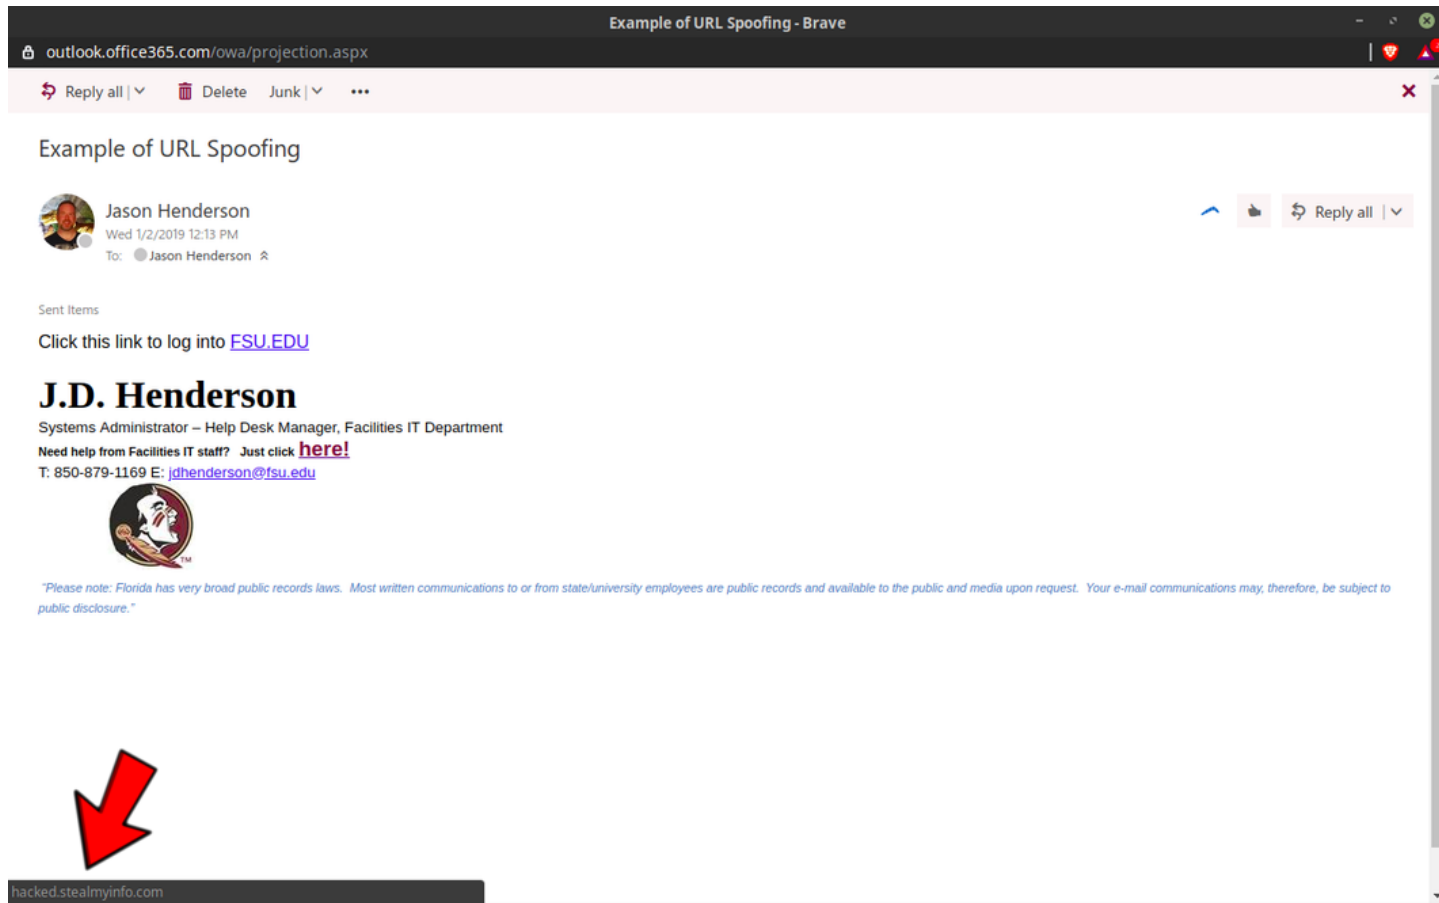 Example of URL Spoofing - Brave
outlook.office365.com/owa/projection.aspx
Reply all | Delete Junk | •••
Example of URL Spoofing
Jason Henderson
Wed 1/2/2019 12:13 PM
To: Jason Henderson
Reply all |
Sent Items
Click this link to log into FSU.EDU
J.D. Henderson
Systems Administrator – Help Desk Manager, Facilities IT Department
Need help from Facilities IT staff? Just click here!
T: 850-879-1169 E: jdhenderson@fsu.edu
TM
"Please note: Florida has very broad public records laws. Most written communications to or from state/university employees are public records and available to the public and media upon request. Your e-mail communications may, therefore, be subject to
public disclosure."
hacked.stealmyinfo.com